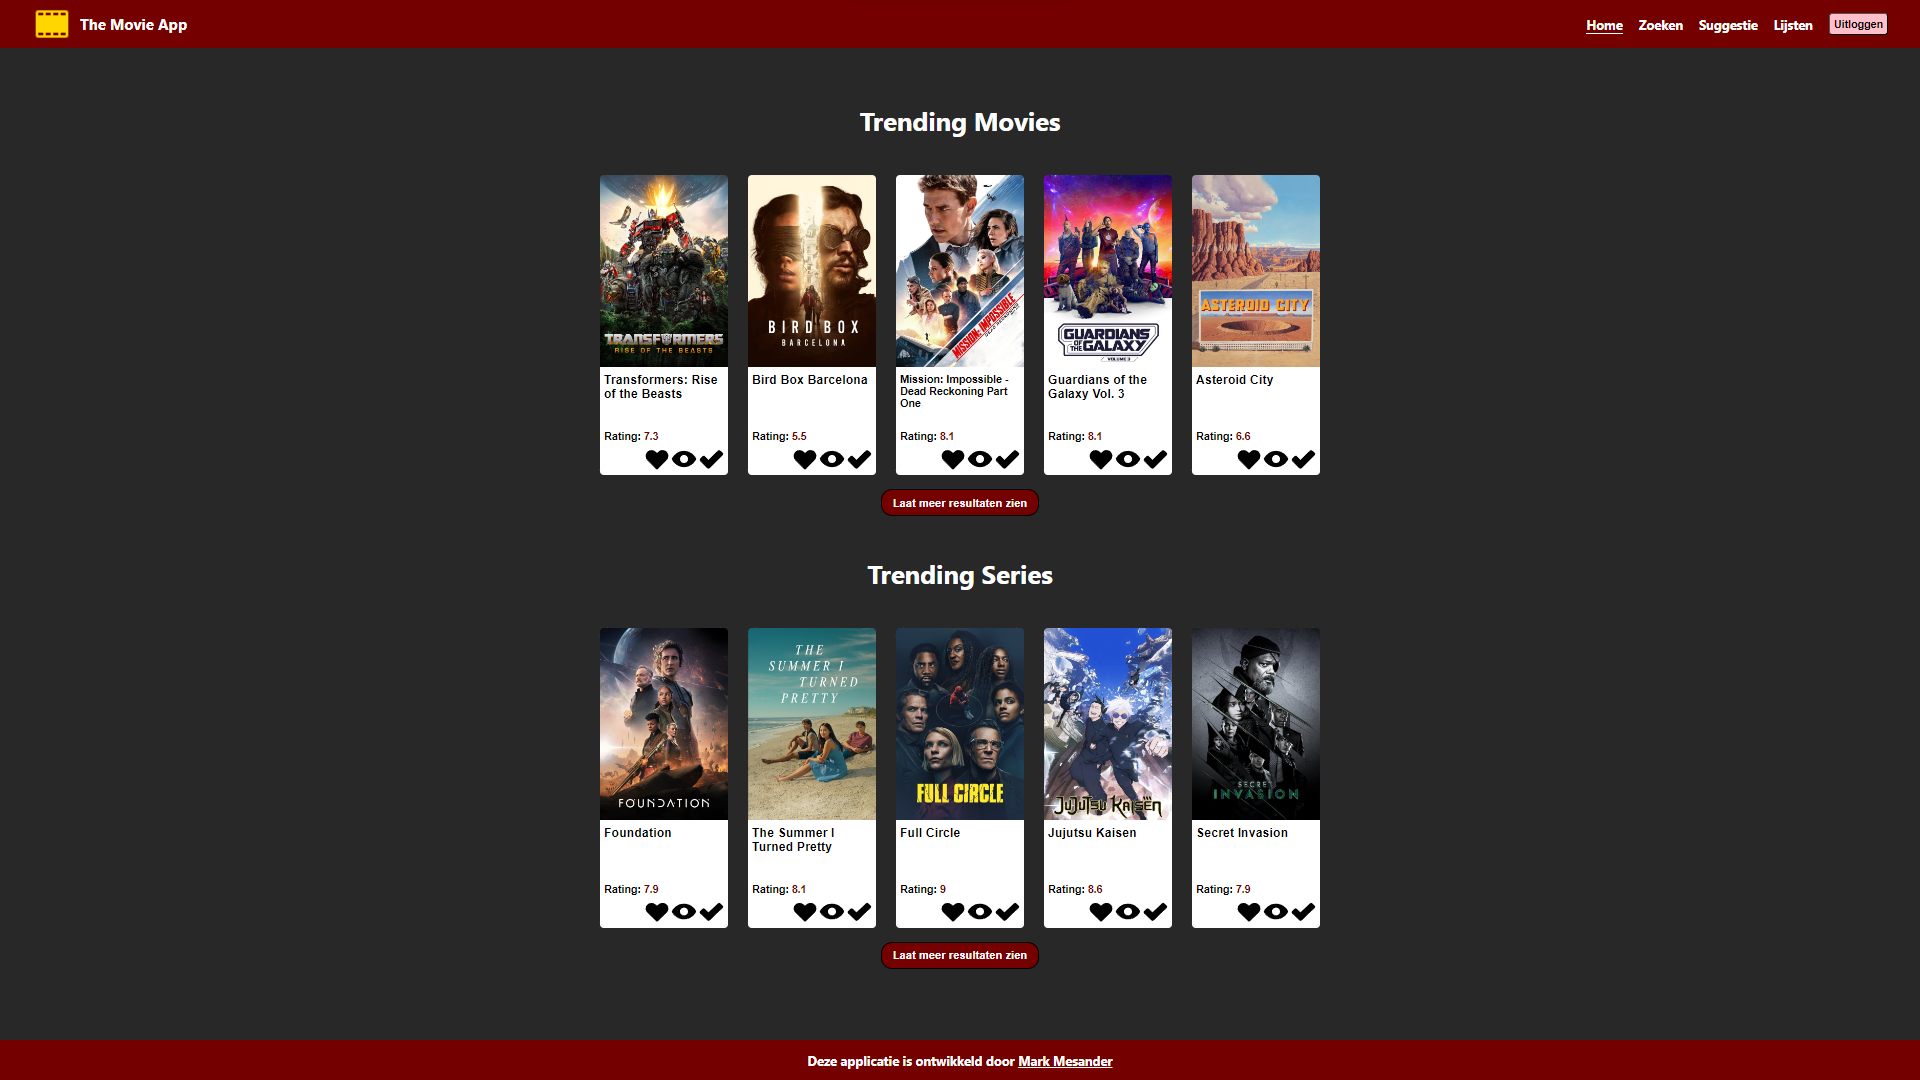 The Movie App
Home Zoeken Suggestie Lijsten Uitloggen
Trending Movies
TRANSFORMERS
RISE OF THE BEASTS
BIRD BOX
BARCELONA
MISSION: IMPOSSIBLE
GUARDIANS
OF THE
GALAXY
VOLUME 3
ASTEROID CITY
Transformers: Rise
of the Beasts
Rating: 7.3
Bird Box Barcelona
Rating: 5.5
Mission: Impossible -
Dead Reckoning Part
One
Rating: 8.1
Guardians of the
Galaxy Vol. 3
Rating: 8.1
Asteroid City
Rating: 6.6
Laat meer resultaten zien
Trending Series
FOUNDATION
THE
SUMMER I
TURNED
PRETTY
FULL CIRCLE
JUJUTSU KAISEN
SECRET
INVASION
Foundation
Rating: 7.9
The Summer I
Turned Pretty
Rating: 8.1
Full Circle
Rating: 9
Jujutsu Kaisen
Rating: 8.6
Secret Invasion
Rating: 7.9
Laat meer resultaten zien
Deze applicatie is ontwikkeld door Mark Mesander